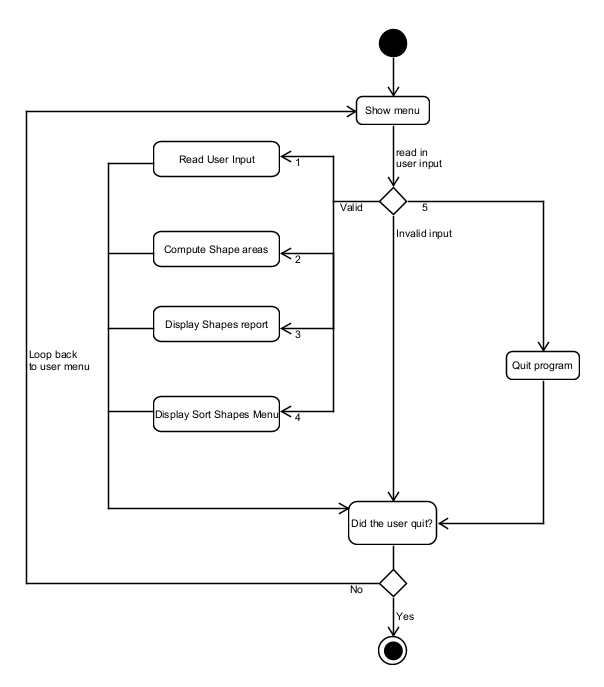 Show menu
read in
user input
Read User Input
1
Valid
5
Invalid input
Compute Shape areas
2
Display Shapes report
3
Loop back
to user menu
Quit program
Display Sort Shapes Menu
4
Did the user quit?
No
Yes